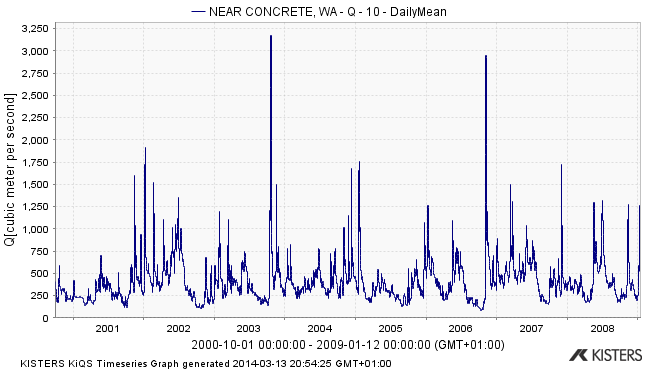 NEAR CONCRETE, WA - Q - 10 - DailyMean
Q[cubic meter per second]
3,250
3,000
2,750
2,500
2,250
2,000
1,750
1,500
1,250
1,000
750
500
250
0
2001 2002 2003 2004 2005 2006 2007 2008
2000-10-01 00:00:00 - 2009-01-12 00:00:00 (GMT+01:00)
KISTERS
KISTERS KiQS Timeseries Graph generated 2014-03-13 20:54:25 GMT+01:00